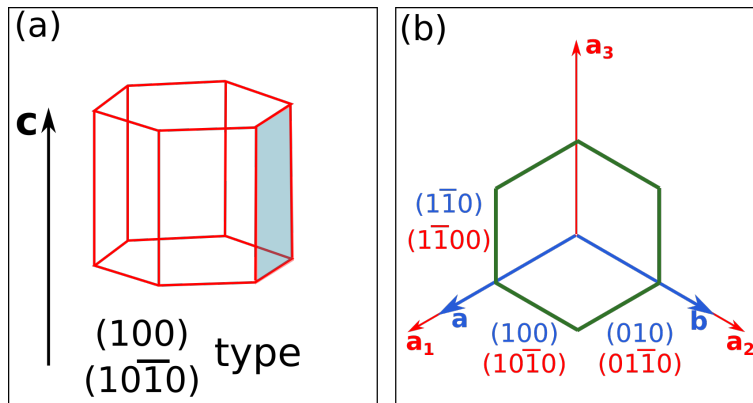 (a)
c
(100)
(101̅0) type
(b)
a₃
(11̅0)
(11̅00)
a
b
a₁
(100)
(010)
a₂
(101̅0)
(011̅0)